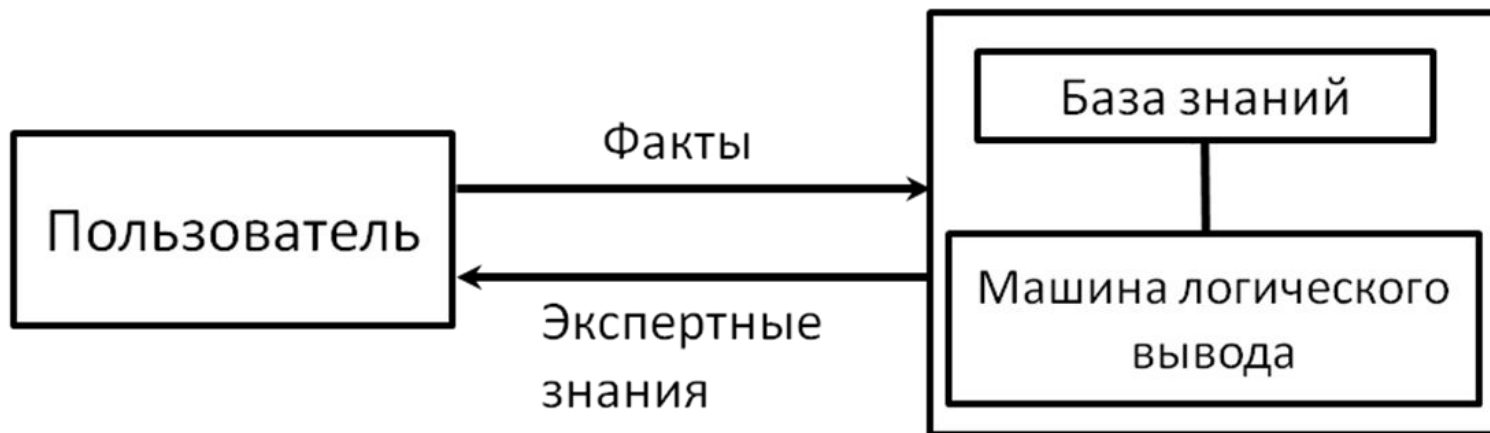 Пользователь
Факты
Экспертные
знания
База знаний
Машина логического
вывода